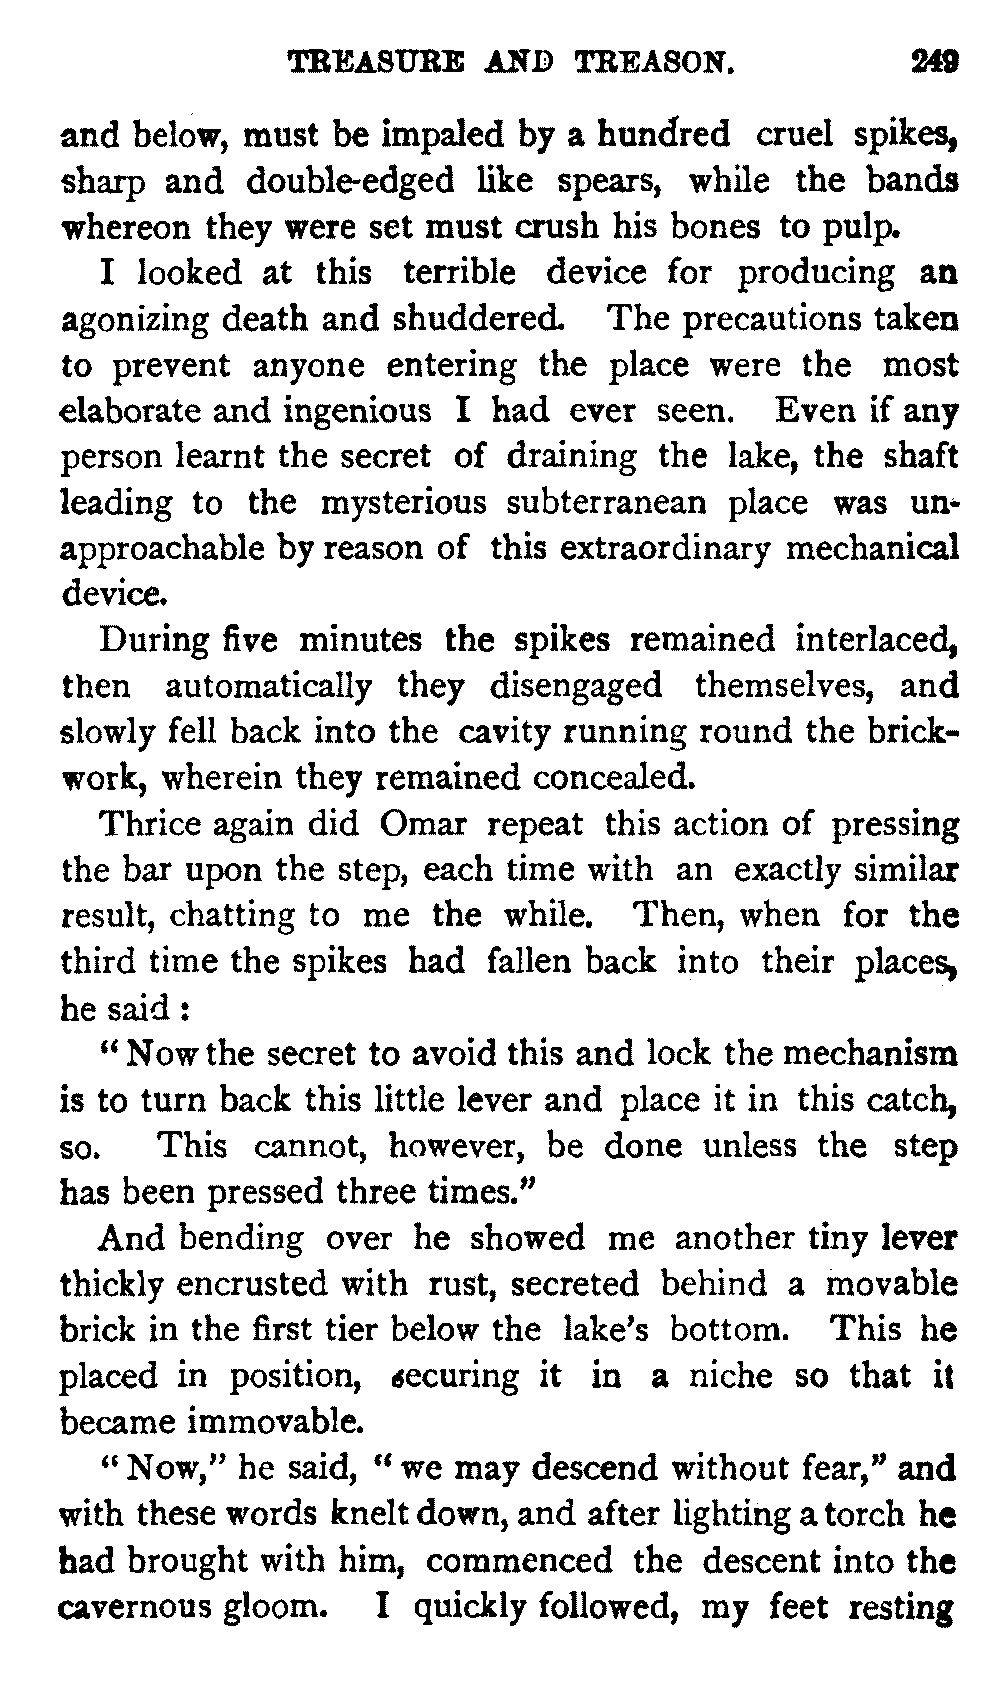 TREASURE AND TREASON. 249
and below, must be impaled by a hundred cruel spikes,
sharp and double-edged like spears, while the bands
whereon they were set must crush his bones to pulp.
I looked at this terrible device for producing an
agonizing death and shuddered. The precautions taken
to prevent anyone entering the place were the most
elaborate and ingenious I had ever seen. Even if any
person learnt the secret of draining the lake, the shaft
leading to the mysterious subterranean place was un-
approachable by reason of this extraordinary mechanical
device.
During five minutes the spikes remained interlaced,
then automatically they disengaged themselves, and
slowly fell back into the cavity running round the brick-
work, wherein they remained concealed.
Thrice again did Omar repeat this action of pressing
the bar upon the step, each time with an exactly similar
result, chatting to me the while. Then, when for the
third time the spikes had fallen back into their places,
he said :
"Now the secret to avoid this and lock the mechanism
is to turn back this little lever and place it in this catch,
so. This cannot, however, be done unless the step
has been pressed three times."
And bending over he showed me another tiny lever
thickly encrusted with rust, secreted behind a movable
brick in the first tier below the lake's bottom. This he
placed in position, securing it in a niche so that it
became immovable.
"Now," he said, "we may descend without fear," and
with these words knelt down, and after lighting a torch he
had brought with him, commenced the descent into the
cavernous gloom. I quickly followed, my feet resting